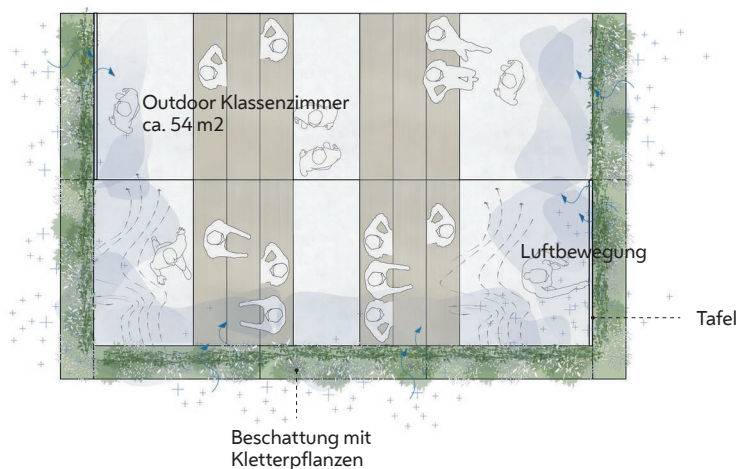 Outdoor Klassenzimmer
ca. 54 m2
Luftbewegung
Tafel
Beschattung mit
Kletterpflanzen